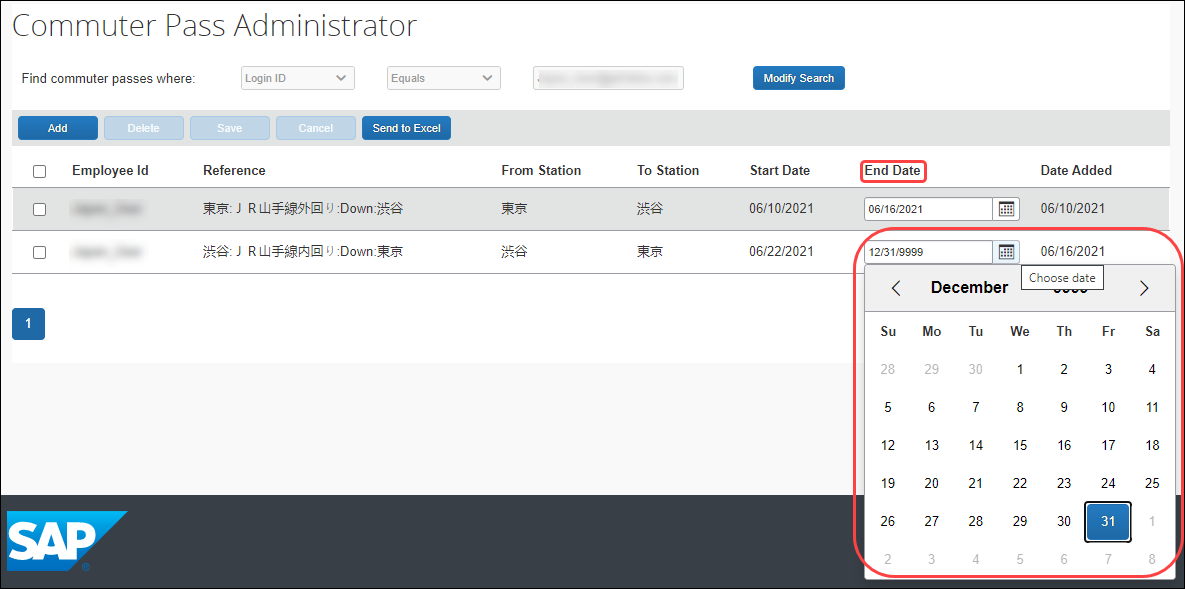 Commuter Pass Administrator
Find commuter passes where: Login ID Equals Modify Search
Add Delete Save Cancel Send to Excel
Employee Id Reference From Station To Station Start Date End Date Date Added
東京:ＪＲ山手線外回り:Down:渋谷 東京 渋谷 06/10/2021 06/16/2021 06/10/2021
渋谷:ＪＲ山手線内回り:Down:東京 渋谷 東京 06/22/2021 12/31/9999 06/16/2021
Choose date
December
Su Mo Tu We Th Fr Sa
28 29 30 1 2 3 4
5 6 7 8 9 10 11
12 13 14 15 16 17 18
19 20 21 22 23 24 25
26 27 28 29 30 31 1
2 3 4 5 6 7 8
1
SAP